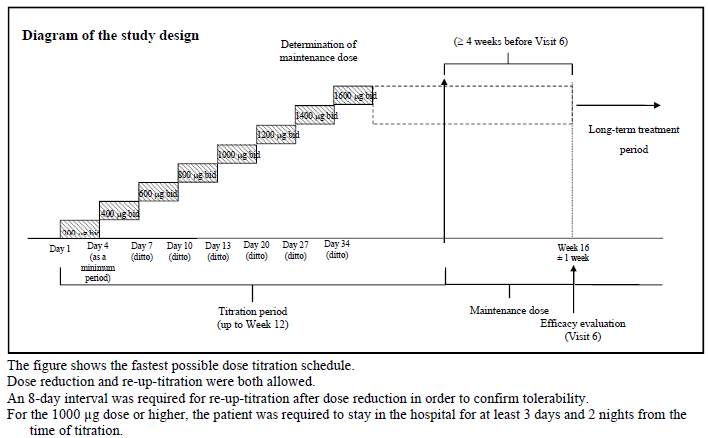 Diagram of the study design
Determination of
maintenance dose
(≥ 4 weeks before Visit 6)
1600 µg bid
1400 µg bid
1200 µg bid
1000 µg bid
800 µg bid
600 µg bid
400 µg bid
200 µg bid
Long-term treatment
period
Day 1
Day 4
(as a
minimum
period)
Day 7
(ditto)
Day 10
(ditto)
Day 13
(ditto)
Day 20
(ditto)
Day 27
(ditto)
Day 34
(ditto)
Week 16
± 1 week
Titration period
(up to Week 12)
Maintenance dose
Efficacy evaluation
(Visit 6)
The figure shows the fastest possible dose titration schedule.
Dose reduction and re-up-titration were both allowed.
An 8-day interval was required for re-up-titration after dose reduction in order to confirm tolerability.
For the 1000 µg dose or higher, the patient was required to stay in the hospital for at least 3 days and 2 nights from the
time of titration.